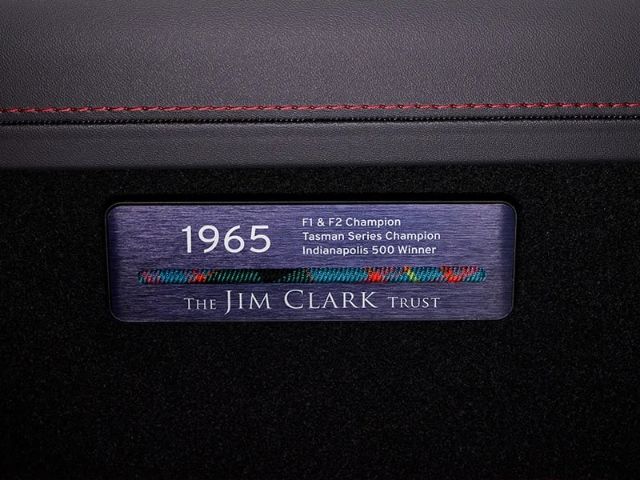 1965
F1 & F2 Champion
Tasman Series Champion
Indianapolis 500 Winner
THE JIM CLARK TRUST